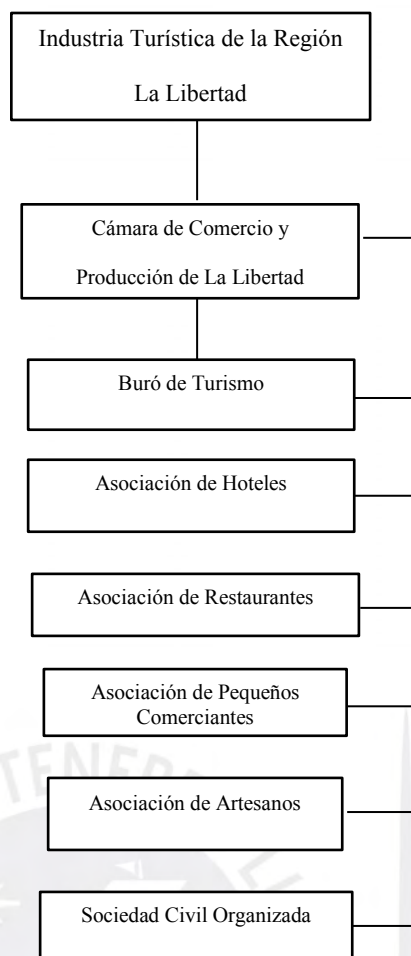 Industria Turística de la Región
La Libertad
Cámara de Comercio y
Producción de La Libertad
Buró de Turismo
Asociación de Hoteles
Asociación de Restaurantes
Asociación de Pequeños
Comerciantes
TENEBR
Asociación de Artesanos
Sociedad Civil Organizada